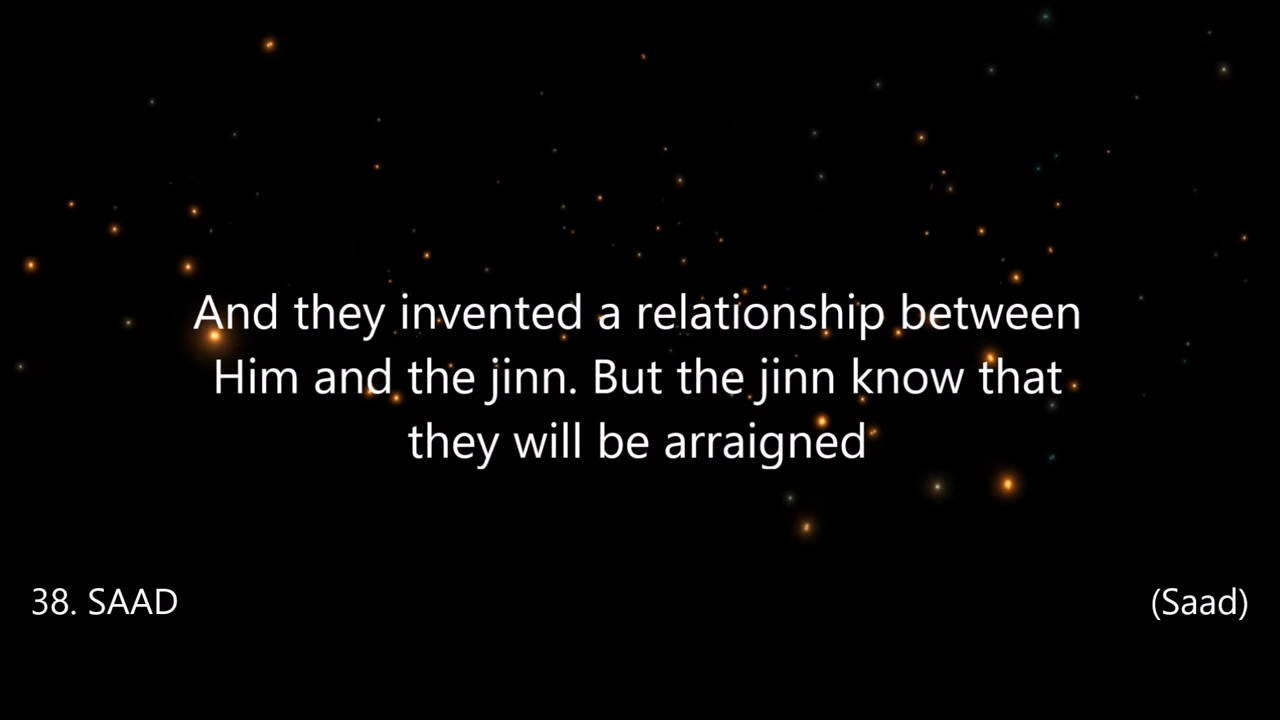 And they invented a relationship between
Him and the jinn. But the jinn know that
they will be arraigned
38. SAAD
(Saad)